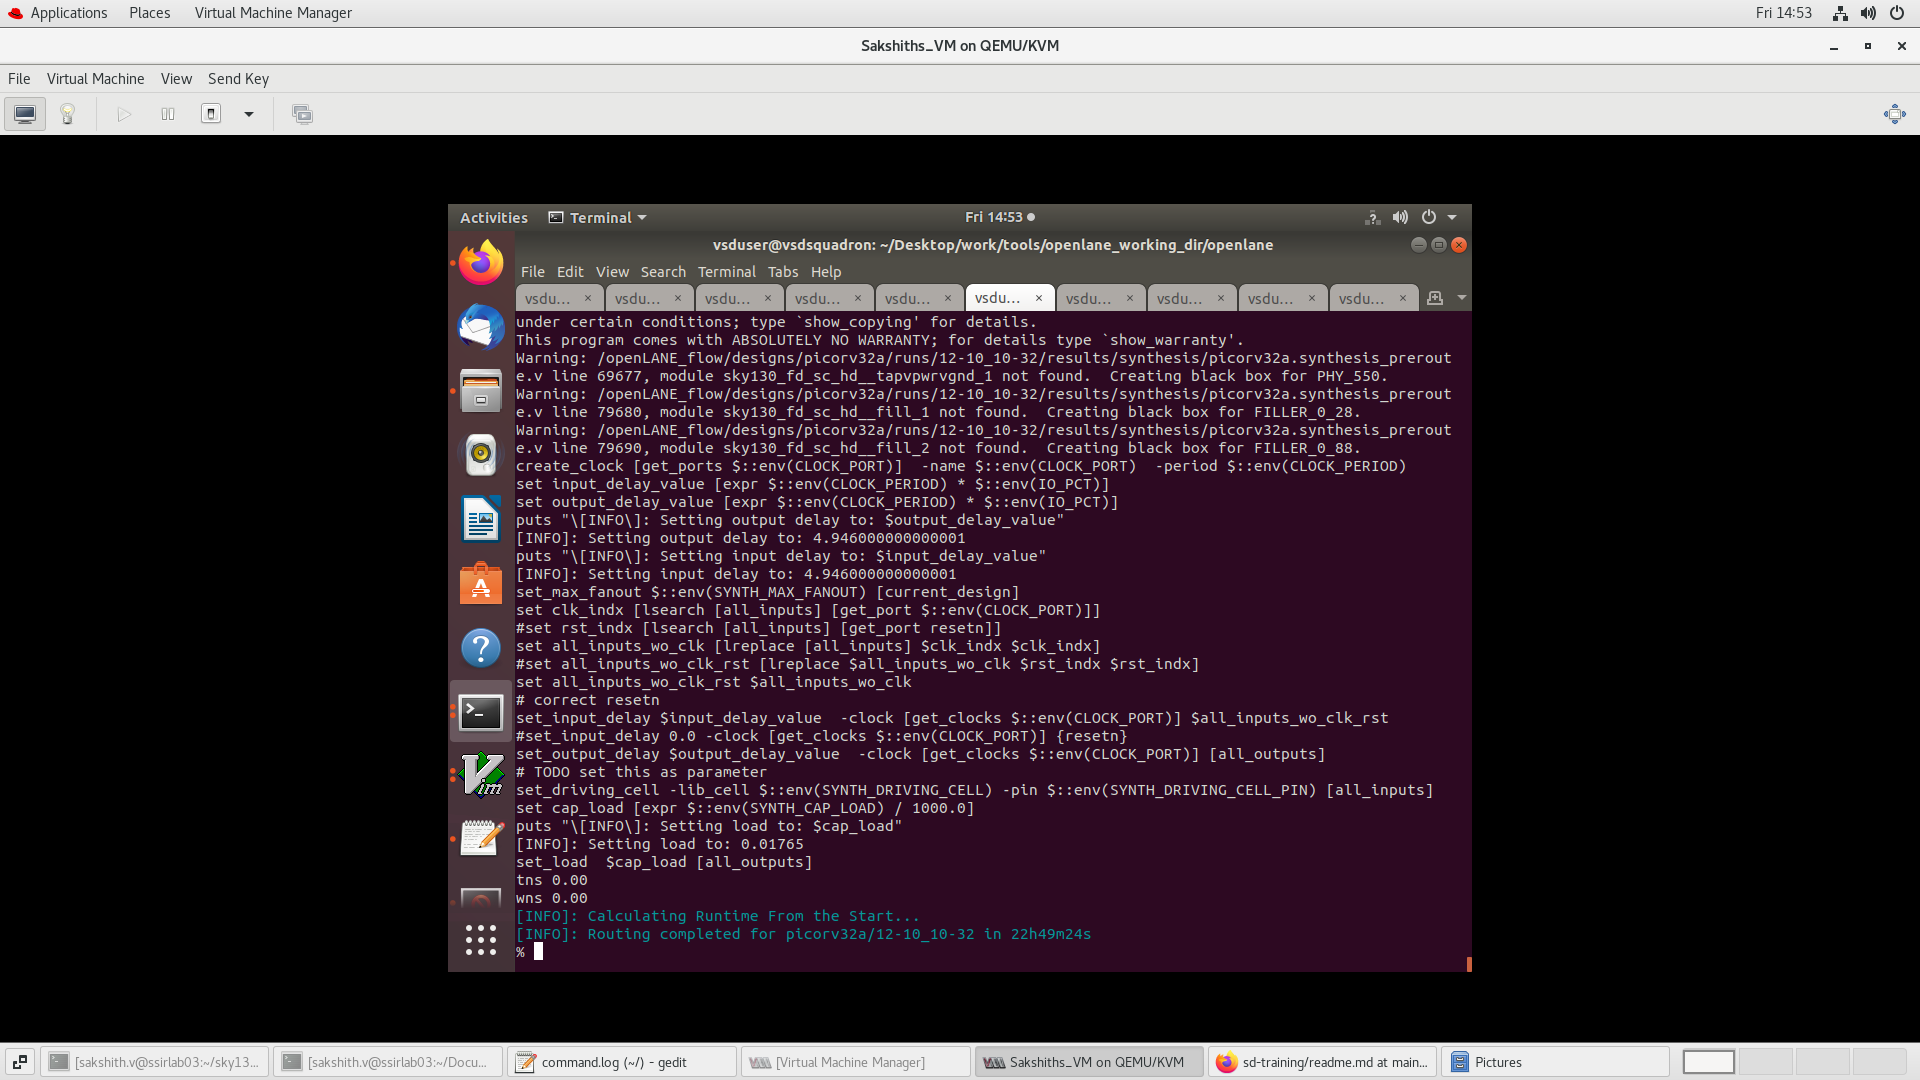 Applications Places Virtual Machine Manager Fri 14:53
Sakshiths_VM on QEMU/KVM
File Virtual Machine View Send Key
Activities Terminal Fri 14:53
vsduser@vsdsquadron: ~/Desktop/work/tools/openlane_working_dir/openlane
File Edit View Search Terminal Tabs Help
vsdu... × vsdu... × vsdu... × vsdu... × vsdu... × vsdu... × vsdu... × vsdu... × vsdu... × vsdu... ×
under certain conditions; type `show_copying' for details.
This program comes with ABSOLUTELY NO WARRANTY; for details type `show_warranty'.
Warning: /openLANE_flow/designs/picorv32a/runs/12-10_10-32/results/synthesis/picorv32a.synthesis_prerout
e.v line 69677, module sky130_fd_sc_hd__tapvpwrvgnd_1 not found.  Creating black box for PHY_550.
Warning: /openLANE_flow/designs/picorv32a/runs/12-10_10-32/results/synthesis/picorv32a.synthesis_prerout
e.v line 79680, module sky130_fd_sc_hd__fill_1 not found.  Creating black box for FILLER_0_28.
Warning: /openLANE_flow/designs/picorv32a/runs/12-10_10-32/results/synthesis/picorv32a.synthesis_prerout
e.v line 79690, module sky130_fd_sc_hd__fill_2 not found.  Creating black box for FILLER_0_88.
create_clock [get_ports $::env(CLOCK_PORT)]  -name $::env(CLOCK_PORT)  -period $::env(CLOCK_PERIOD)
set input_delay_value [expr $::env(CLOCK_PERIOD) * $::env(IO_PCT)]
set output_delay_value [expr $::env(CLOCK_PERIOD) * $::env(IO_PCT)]
puts "\[INFO\]: Setting output delay to: $output_delay_value"
[INFO]: Setting output delay to: 4.946000000000001
puts "\[INFO\]: Setting input delay to: $input_delay_value"
[INFO]: Setting input delay to: 4.946000000000001
set_max_fanout $::env(SYNTH_MAX_FANOUT) [current_design]
set clk_indx [lsearch [all_inputs] [get_port $::env(CLOCK_PORT)]]
#set rst_indx [lsearch [all_inputs] [get_port resetn]]
set all_inputs_wo_clk [lreplace [all_inputs] $clk_indx $clk_indx]
#set all_inputs_wo_clk_rst [lreplace $all_inputs_wo_clk $rst_indx $rst_indx]
set all_inputs_wo_clk_rst $all_inputs_wo_clk
# correct resetn
set_input_delay $input_delay_value  -clock [get_clocks $::env(CLOCK_PORT)] $all_inputs_wo_clk_rst
#set_input_delay 0.0 -clock [get_clocks $::env(CLOCK_PORT)] {resetn}
set_output_delay $output_delay_value  -clock [get_clocks $::env(CLOCK_PORT)] [all_outputs]
# TODO set this as parameter
set_driving_cell -lib_cell $::env(SYNTH_DRIVING_CELL) -pin $::env(SYNTH_DRIVING_CELL_PIN) [all_inputs]
set cap_load [expr $::env(SYNTH_CAP_LOAD) / 1000.0]
puts "\[INFO\]: Setting load to: $cap_load"
[INFO]: Setting load to: 0.01765
set_load  $cap_load [all_outputs]
tns 0.00
wns 0.00
[INFO]: Calculating Runtime From the Start...
[INFO]: Routing completed for picorv32a/12-10_10-32 in 22h49m24s
%
[sakshith.v@ssirlab03:~/sky13... [sakshith.v@ssirlab03:~/Docu... command.log (~/) - gedit [Virtual Machine Manager] Sakshiths_VM on QEMU/KVM sd-training/readme.md at main... Pictures